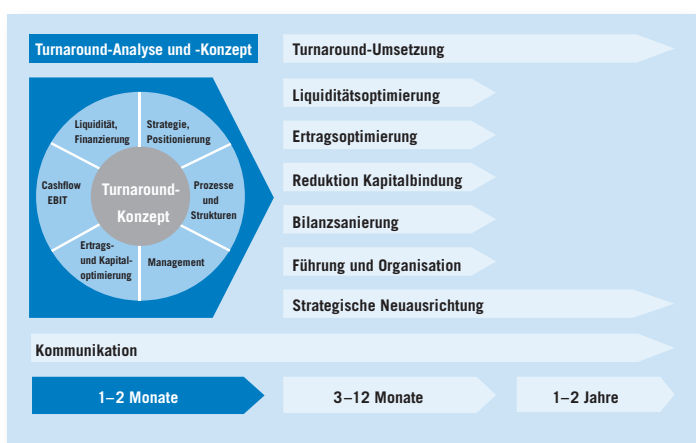 Turnaround-Analyse und -Konzept
Turnaround-Umsetzung
Liquidität,
Finanzierung
Strategie,
Positionierung
Cashflow
EBIT
Turnaround-
Konzept
Prozesse
und
Strukturen
Ertrags-
und Kapital-
optimierung
Management
Liquiditätsoptimierung
Ertragsoptimierung
Reduktion Kapitalbindung
Bilanzsanierung
Führung und Organisation
Strategische Neuausrichtung
Kommunikation
1–2 Monate
3–12 Monate
1–2 Jahre